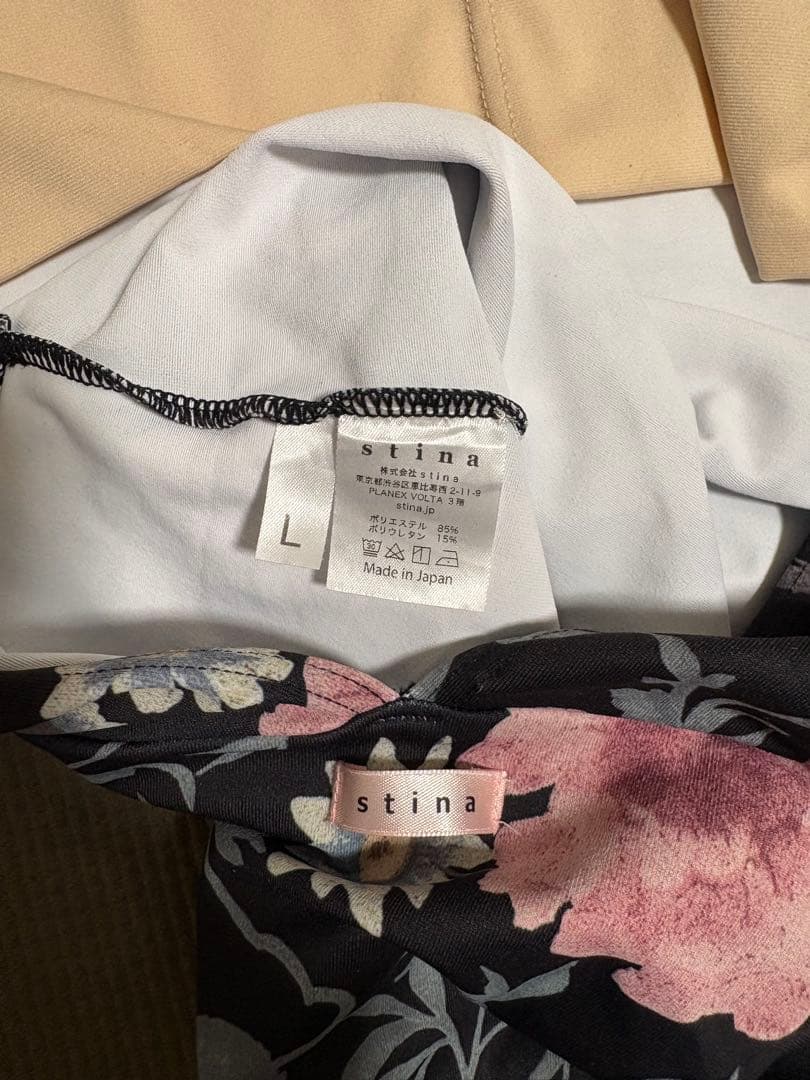 stina
株式会社stina
東京都渋谷区恵比寿西2-11-9
PLANEX VOLTA 3階
stina.jp
ポリエステル 85%
ポリウレタン 15%
30
Made in Japan
L
stina